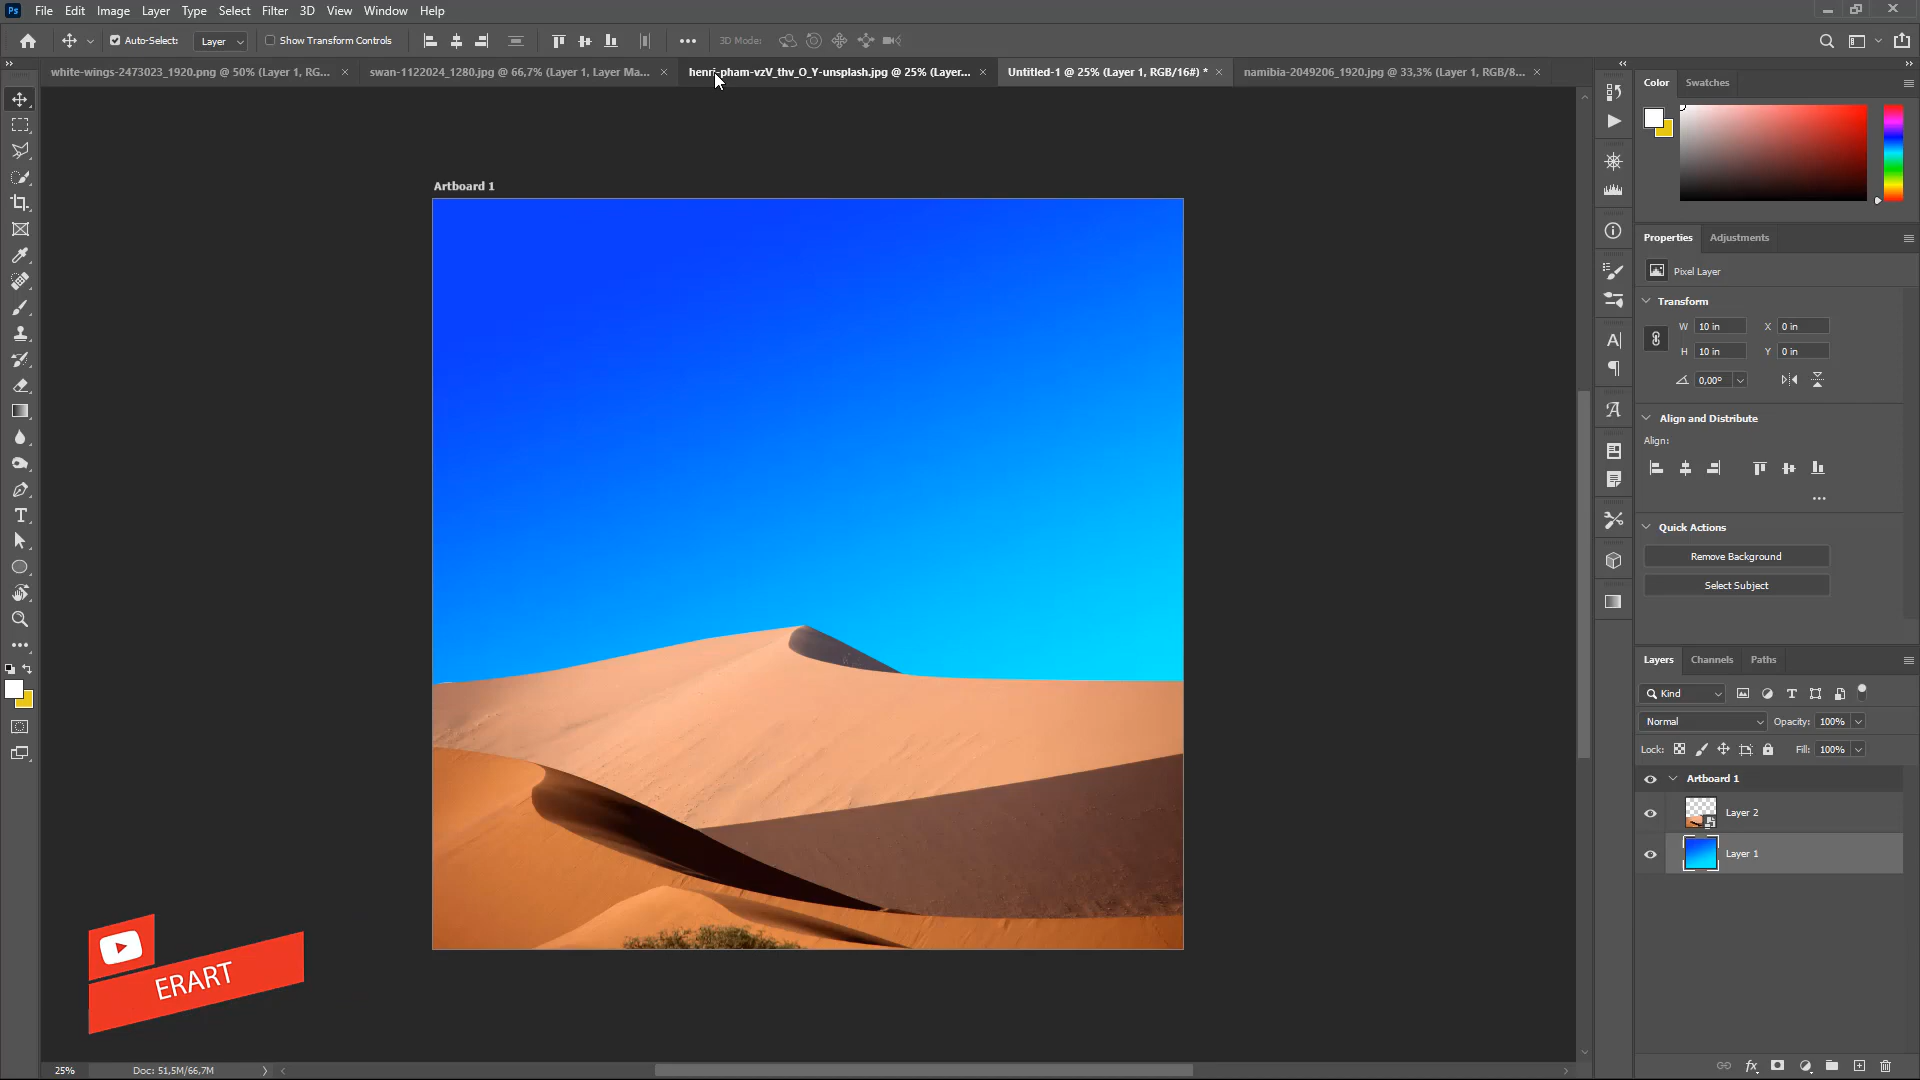 Ps File Edit Image Layer Type Select Filter 3D View Window Help
Auto-Select: Layer Show Transform Controls 3D Mode:
white-wings-2473023_1920.png @ 50% (Layer 1, RG... swan-1122024_1280.jpg @ 66,7% (Layer 1, Layer Ma... henri-pham-vzV_thv_O_Y-unsplash.jpg @ 25% (Layer... Untitled-1 @ 25% (Layer 1, RGB/16#) * namibia-2049206_1920.jpg @ 33,3% (Layer 1, RGB/8...
Color Swatches
Artboard 1
Properties Adjustments
Pixel Layer
Transform
W 10 in X 0 in
H 10 in Y 0 in
0,00°
Align and Distribute
Align:
Quick Actions
Remove Background
Select Subject
Layers Channels Paths
Kind
Normal Opacity: 100%
Lock: Fill: 100%
Artboard 1
Layer 2
Layer 1
ERART
25% Doc: 51,5M/66,7M